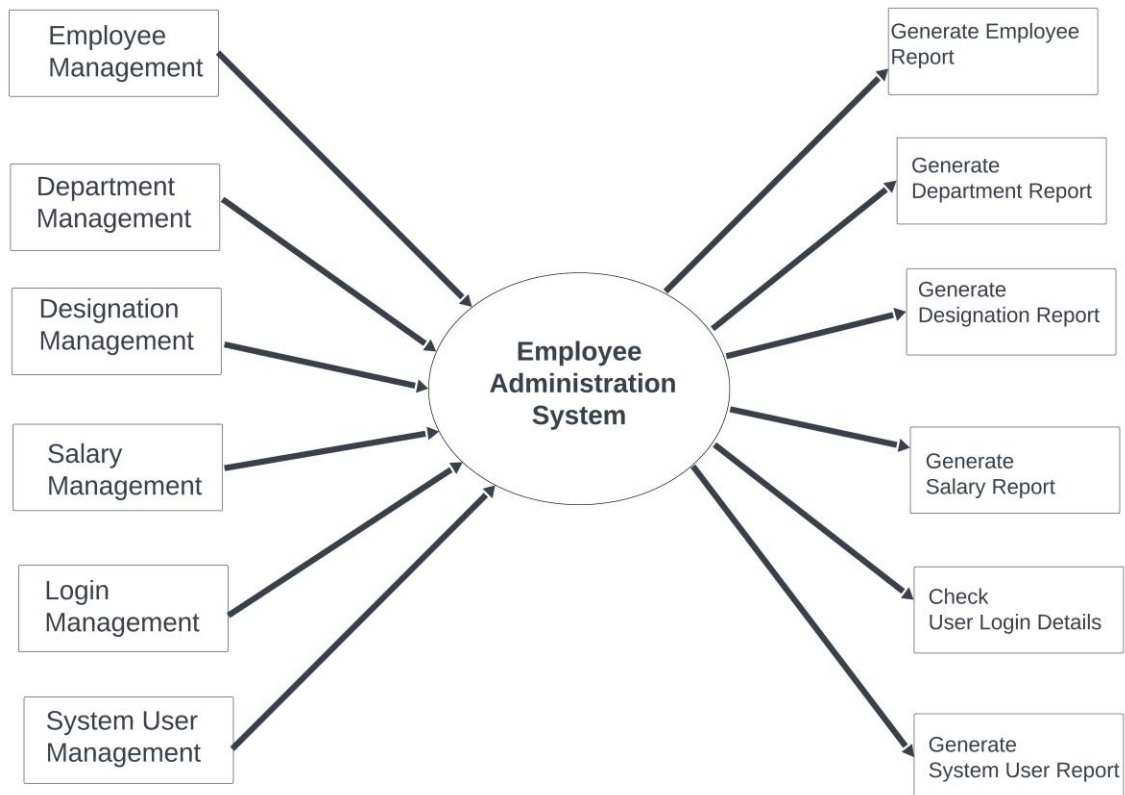 Employee
Management
Department
Management
Designation
Management
Salary
Management
Login
Management
System User
Management
Employee
Administration
System
Generate Employee
Report
Generate
Department Report
Generate
Designation Report
Generate
Salary Report
Check
User Login Details
Generate
System User Report